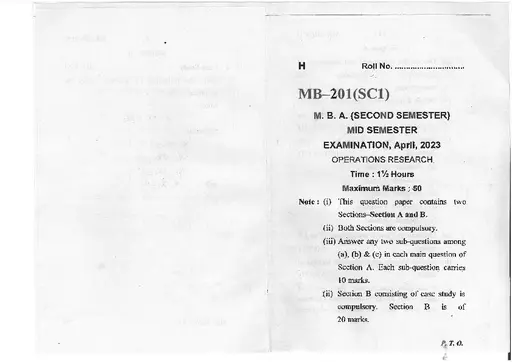 H Roll No. ..............................
MB–201(SC1)
M. B. A. (SECOND SEMESTER)
MID SEMESTER
EXAMINATION, April, 2023
OPERATIONS RESEARCH
Time : 1½ Hours
Maximum Marks : 50
Note : (i) This question paper contains two
Sections–Section A and B.
(ii) Both Sections are compulsory.
(iii) Answer any two sub-questions among
(a), (b) & (c) in each main question of
Section A. Each sub-question carries
10 marks.
(ii) Section B consisting of case study is
compulsory. Section B is of
20 marks.
P. T. O.